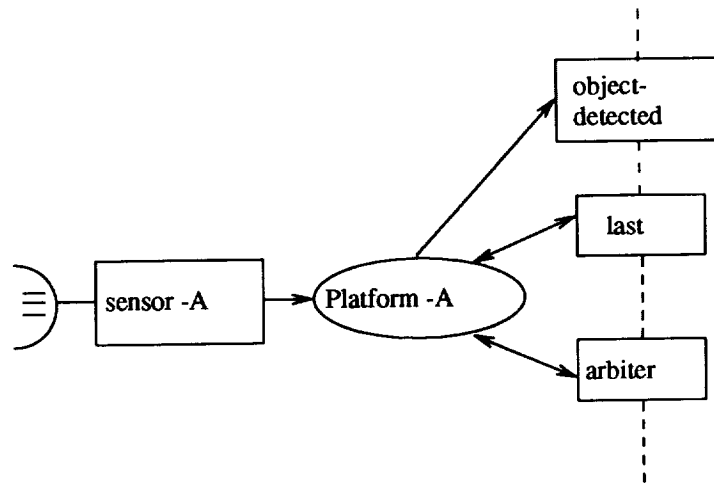 object-
detected
last
sensor -A
Platform -A
arbiter